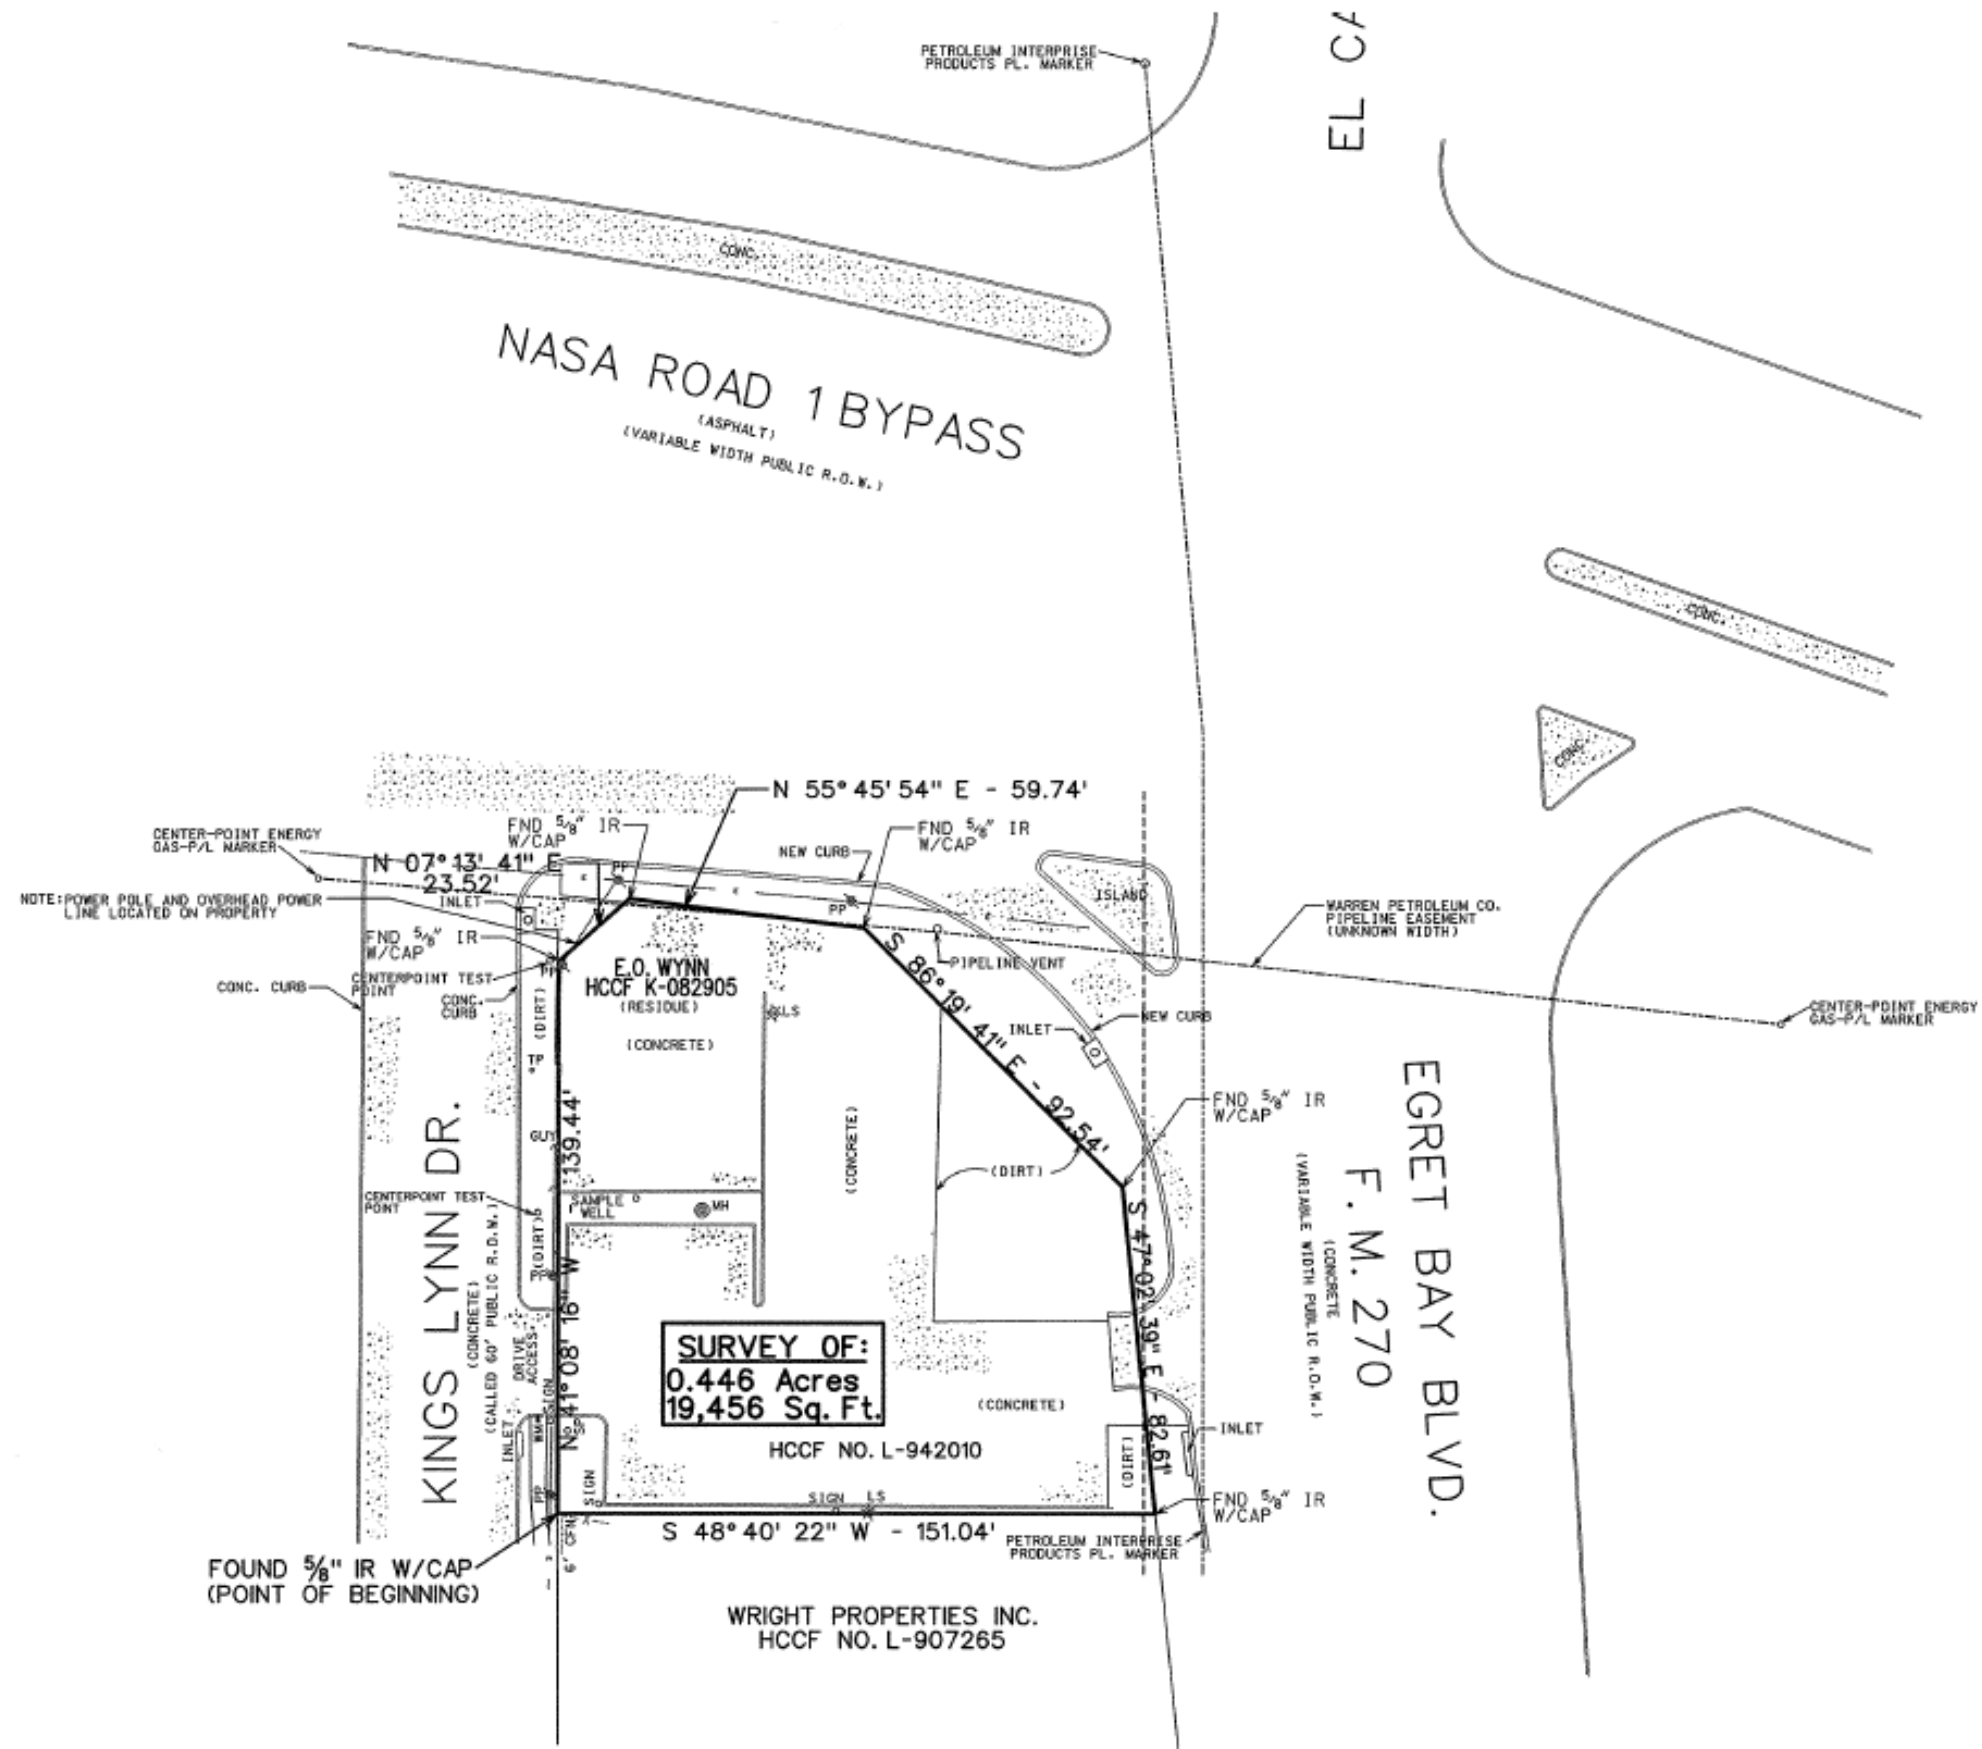 EL CA
PETROLEUM INTERPRISE
PRODUCTS PL. MARKER
CONC.
NASA ROAD 1 BYPASS
(ASPHALT)
(VARIABLE WIDTH PUBLIC R.O.W.)
CONC.
CONC.
N 55° 45' 54" E - 59.74'
FND 5/8" IR
W/CAP
FND 5/8" IR
W/CAP
CENTER-POINT ENERGY
GAS-P/L MARKER
NEW CURB
N 07° 13' 41" E
23.52'
PP
E
E
INLET
NOTE: POWER POLE AND OVERHEAD POWER
LINE LOCATED ON PROPERTY
PP
ISLAND
WARREN PETROLEUM CO.
PIPELINE EASEMENT
(UNKNOWN WIDTH)
FND 5/8" IR
W/CAP
PP
PIPELINE VENT
E.O. WYNN
HCCF K-082905
(RESIDUE)
CENTERPOINT TEST
POINT
CONC. CURB
CONC.
CURB
(DIRT)
LS
(CONCRETE)
S 86° 19' 41" E - 92.54'
INLET
NEW CURB
CENTER-POINT ENERGY
GAS-P/L MARKER
TP
GUY
139.44'
N 41° 08' 16" W
(CONCRETE)
(DIRT)
FND 5/8" IR
W/CAP
EGRET BAY BLVD.
F. M. 270
(CONCRETE
(VARIABLE WIDTH PUBLIC R.O.W.)
KINGS LYNN DR.
(CONCRETE)
(CALLED 60' PUBLIC R.O.W.)
CENTERPOINT TEST
POINT
SAMPLE
WELL
MH
(DIRT)
PP
S 47° 02' 39" E - 82.61'
DRIVE
ACCESS
SURVEY OF:
0.446 Acres
19,456 Sq. Ft.
(CONCRETE)
HCCF NO. L-942010
INLET
WM
SIGN
SP
PP
SIGN
(DIRT)
INLET
SIGN
LS
FND 5/8" IR
W/CAP
S 48° 40' 22" W - 151.04'
PETROLEUM INTERPRISE
PRODUCTS PL. MARKER
FOUND 5/8" IR W/CAP
(POINT OF BEGINNING)
WRIGHT PROPERTIES INC.
HCCF NO. L-907265